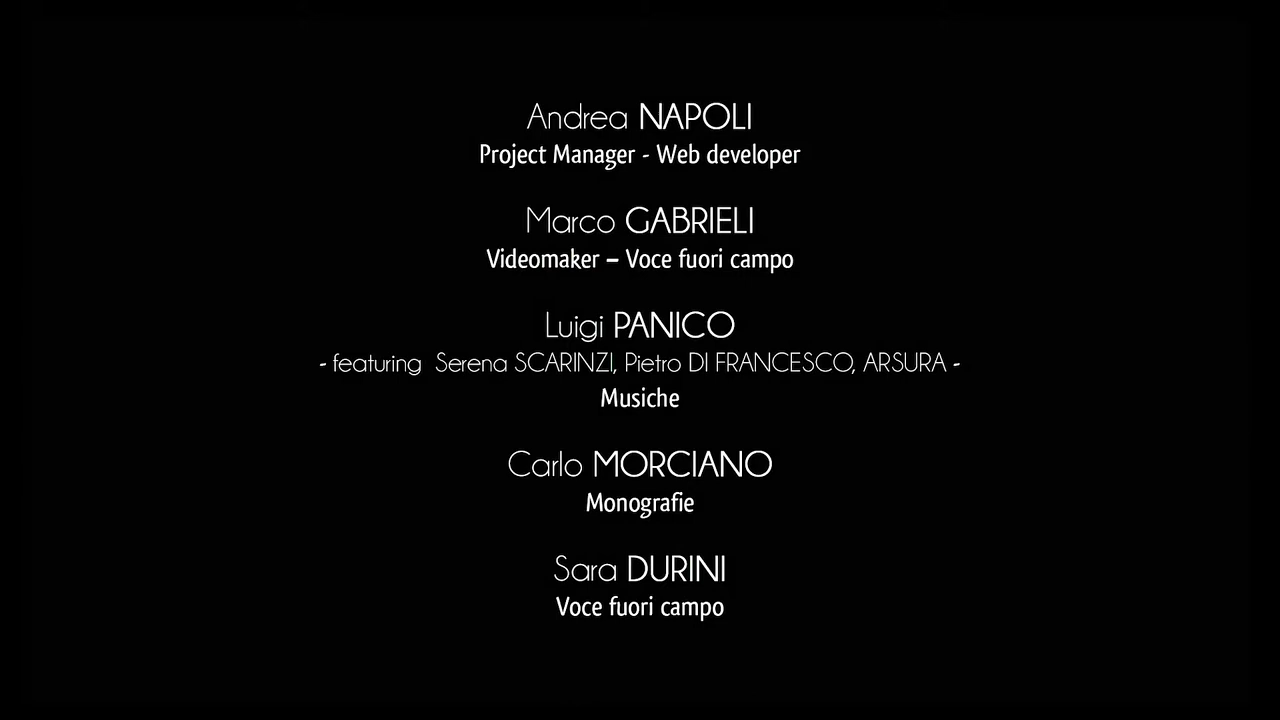 Andrea NAPOLI
Project Manager - Web developer
Marco GABRIELI
Videomaker – Voce fuori campo
Luigi PANICO
- featuring Serena SCARINZI, Pietro DI FRANCESCO, ARSURA -
Musiche
Carlo MORCIANO
Monografie
Sara DURINI
Voce fuori campo